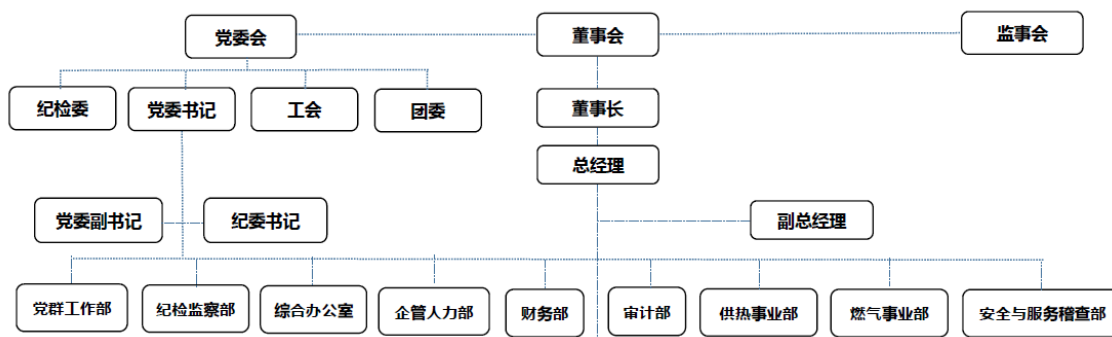 党委会
董事会
监事会
纪检委
党委书记
工会
团委
董事长
总经理
党委副书记
纪委书记
副总经理
党群工作部
纪检监察部
综合办公室
企管人力部
财务部
审计部
供热事业部
燃气事业部
安全与服务稽查部